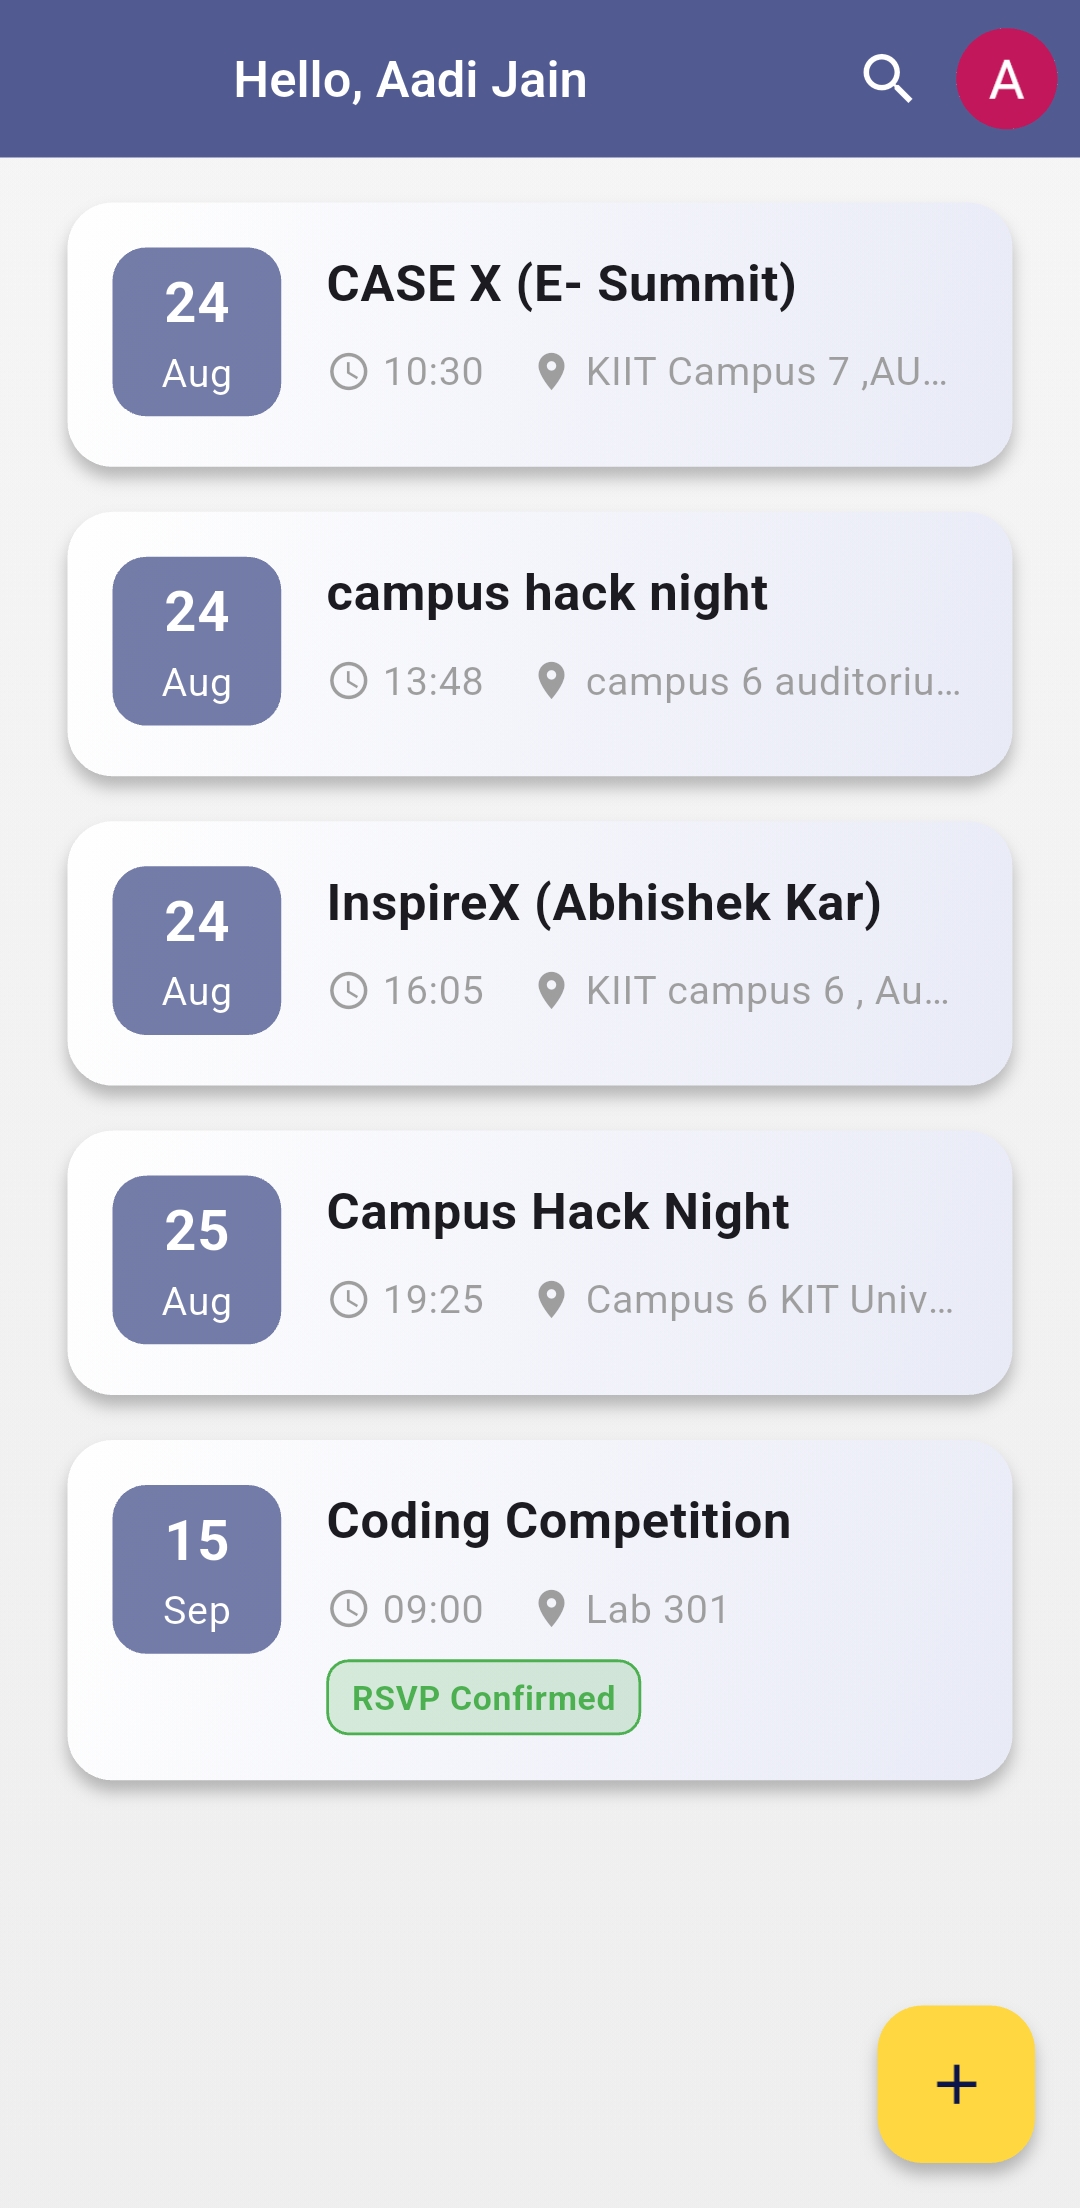 Hello, Aadi Jain
A
24
Aug
CASE X (E- Summit)
10:30 KIIT Campus 7 ,AU...
24
Aug
campus hack night
13:48 campus 6 auditoriu...
24
Aug
InspireX (Abhishek Kar)
16:05 KIIT campus 6 , Au...
25
Aug
Campus Hack Night
19:25 Campus 6 KIT Univ...
15
Sep
Coding Competition
09:00 Lab 301
RSVP Confirmed
+